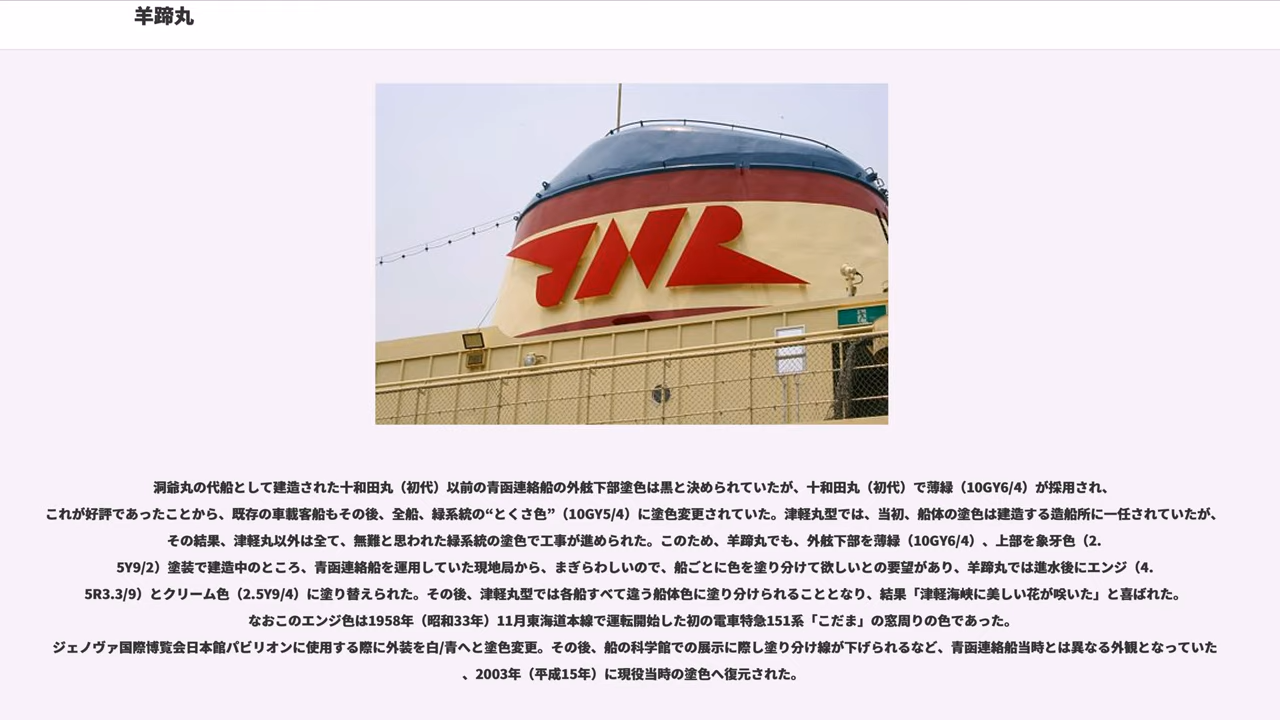 羊蹄丸
JNR
洞爺丸の代船として建造された十和田丸（初代）以前の青函連絡船の外舷下部塗色は黒と決められていたが、十和田丸（初代）で薄緑（10GY6/4）が採用され、
これが好評であったことから、既存の車載客船もその後、全船、緑系統の“とくさ色”（10GY5/4）に塗色変更されていた。津軽丸型では、当初、船体の塗色は建造する造船所に一任されていたが、
その結果、津軽丸以外は全て、無難と思われた緑系統の塗色で工事が進められた。このため、羊蹄丸でも、外舷下部を薄緑（10GY6/4）、上部を象牙色（2.
5Y9/2）塗装で建造中のところ、青函連絡船を運用していた現地局から、まぎらわしいので、船ごとに色を塗り分けて欲しいとの要望があり、羊蹄丸では進水後にエンジ（4.
5R3.3/9）とクリーム色（2.5Y9/4）に塗り替えられた。その後、津軽丸型では各船すべて違う船体色に塗り分けられることとなり、結果「津軽海峡に美しい花が咲いた」と喜ばれた。
なおこのエンジ色は1958年（昭和33年）11月東海道本線で運転開始した初の電車特急151系「こだま」の窓周りの色であった。
ジェノヴァ国際博覧会日本館パビリオンに使用する際に外装を白/青へと塗色変更。その後、船の科学館での展示に際し塗り分け線が下げられるなど、青函連絡船当時とは異なる外観となっていた
、2003年（平成15年）に現役当時の塗色へ復元された。